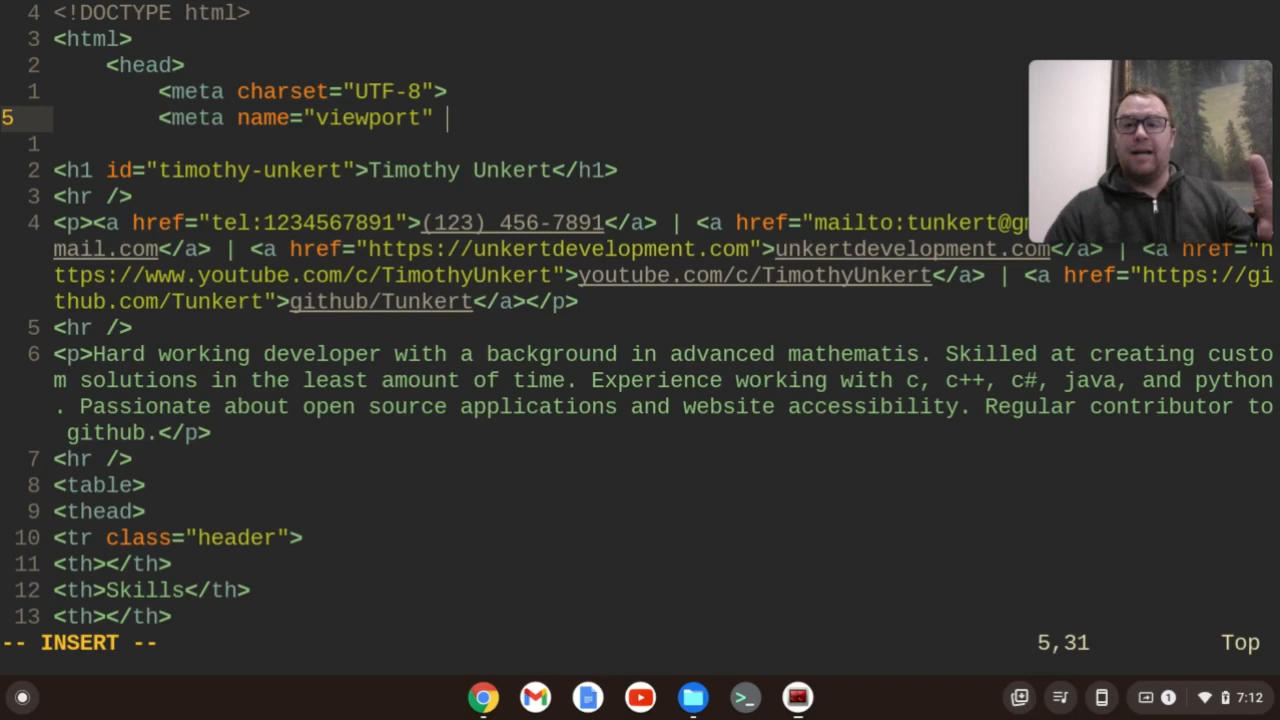 4 <!DOCTYPE html>
3 <html>
2 <head>
1 <meta charset="UTF-8">
5 <meta name="viewport"
1
2 <h1 id="timothy-unkert">Timothy Unkert</h1>
3 <hr />
4 <p><a href="tel:1234567891">(123) 456-7891</a> | <a href="mailto:tunkert@g
mail.com</a> | <a href="https://unkertdevelopment.com">unkertdevelopment.com</a> | <a href="h
ttps://www.youtube.com/c/TimothyUnkert">youtube.com/c/TimothyUnkert</a> | <a href="https://gi
thub.com/Tunkert">github/Tunkert</a></p>
5 <hr />
6 <p>Hard working developer with a background in advanced mathematis. Skilled at creating custo
m solutions in the least amount of time. Experience working with c, c++, c#, java, and python
. Passionate about open source applications and website accessibility. Regular contributor to
github.</p>
7 <hr />
8 <table>
9 <thead>
10 <tr class="header">
11 <th></th>
12 <th>Skills</th>
13 <th></th>
-- INSERT -- 5,31 Top
1 7:12